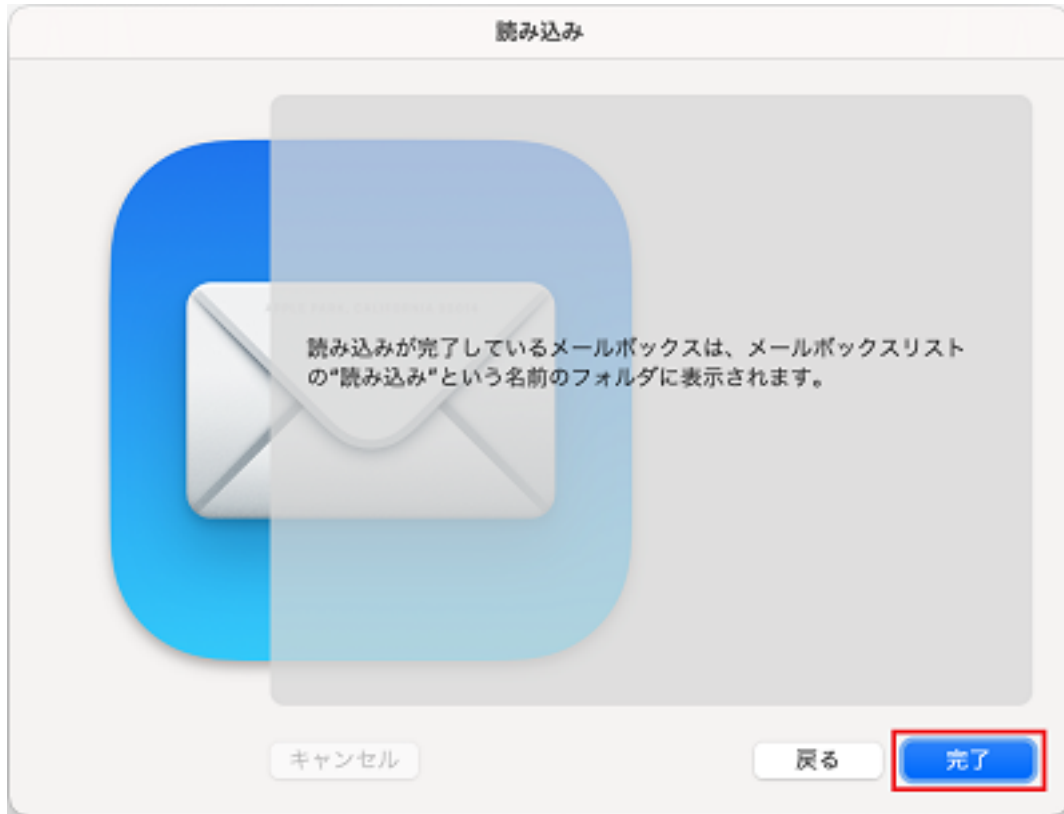 読み込み
読み込みが完了しているメールボックスは、メールボックスリスト
の“読み込み”という名前のフォルダに表示されます。
キャンセル
戻る
完了